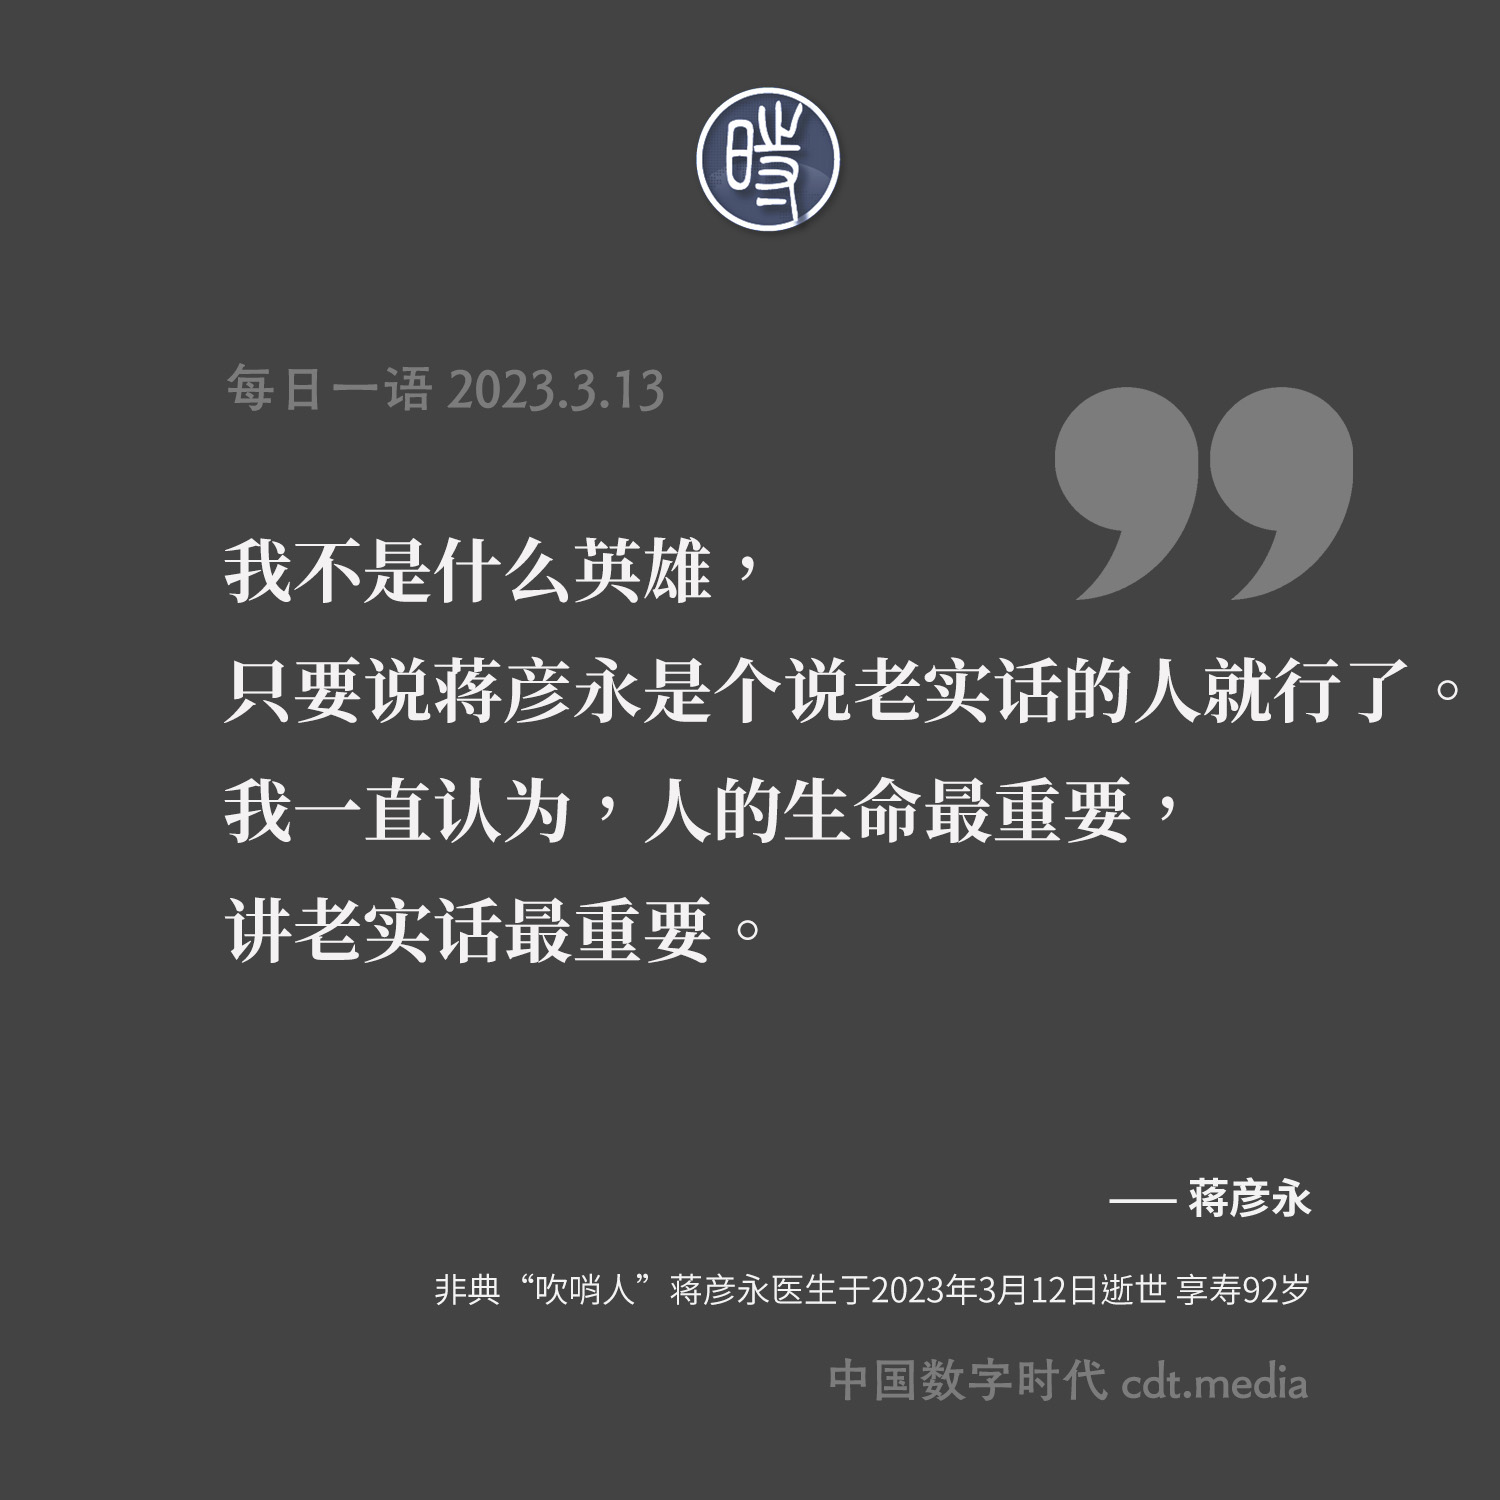 時
每日一语 2023.3.13
我不是什么英雄，
只要说蒋彦永是个说老实话的人就行了。
我一直认为，人的生命最重要，
讲老实话最重要。
—— 蒋彦永
非典“吹哨人”蒋彦永医生于2023年3月12日逝世 享寿92岁
中国数字时代 cdt.media